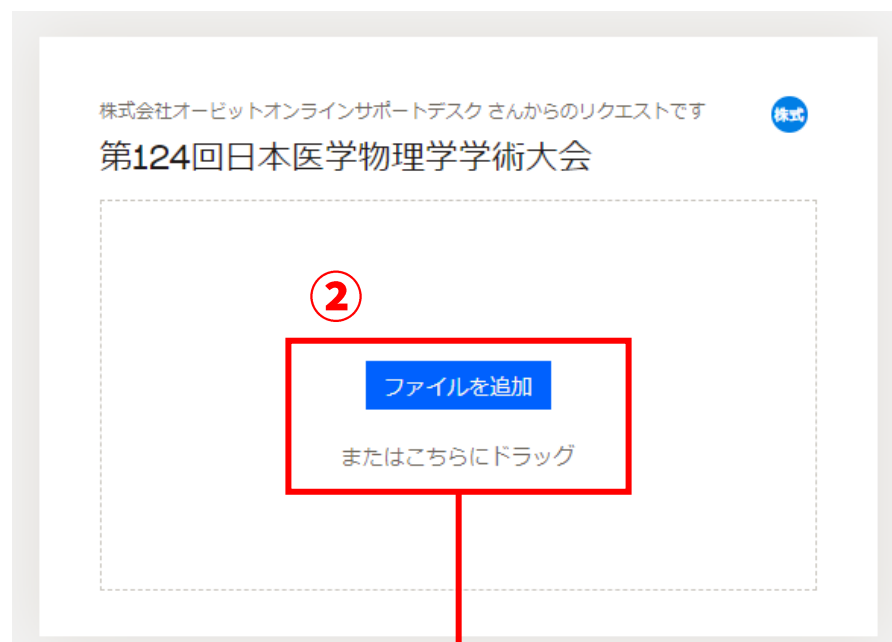 株式会社オービットオンラインサポートデスク さんからのリクエストです
株式
第124回日本医学物理学学術大会
②
ファイルを追加
またはこちらにドラッグ